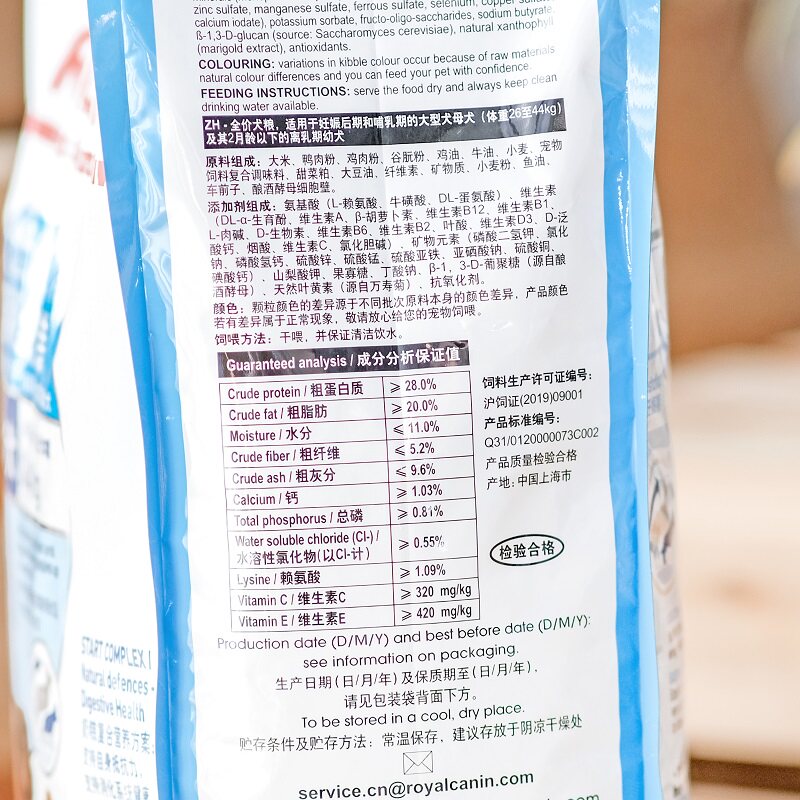 zinc sulfate, manganese sulfate, ferrous sulfate, selenium, copper sulfate,
calcium iodate), potassium sorbate, fructo-oligo-saccharides, sodium butyrate,
ß-1,3-D-glucan (source: Saccharomyces cerevisiae), natural xanthophyll
(marigold extract), antioxidants.
COLOURING: variations in kibble colour occur because of raw materials
natural colour differences and you can feed your pet with confidence.
FEEDING INSTRUCTIONS: serve the food dry and always keep clean
drinking water available.
ZH - 全价犬粮，适用于妊娠后期和哺乳期的大型犬母犬（体重26至44kg）
及其2月龄以下的离乳期幼犬
原料组成：大米、鸭肉粉、鸡肉粉、谷朊粉、鸡油、牛油、小麦、宠物
饲料复合调味料、甜菜粕、大豆油、纤维素、矿物质、小麦粉、鱼油、
车前子、酿酒酵母细胞壁。
添加剂组成：氨基酸（L-赖氨酸、牛磺酸、DL-蛋氨酸）、维生素
（DL-α-生育酚、维生素A、β-胡萝卜素、维生素B12、维生素B1、
L-肉碱、D-生物素、维生素B6、维生素B2、叶酸、维生素D3、D-泛
酸钙、烟酸、维生素C、氯化胆碱）、矿物元素（磷酸二氢钾、氯化
钠、磷酸氢钙、硫酸锌、硫酸锰、硫酸亚铁、亚硒酸钠、硫酸铜、
碘酸钙）、山梨酸钾、果寡糖、丁酸钠、β-1，3-D-葡聚糖（源自酿
酒酵母）、天然叶黄素（源自万寿菊）、抗氧化剂。
颜色：颗粒颜色的差异源于不同批次原料本身的颜色差异，产品颜色
若有差异属于正常现象，敬请放心给您的宠物饲喂。
饲喂方法：干喂，并保证清洁饮水。
Guaranteed analysis / 成分分析保证值
Crude protein / 粗蛋白质 ⩾ 28.0%
Crude fat / 粗脂肪 ⩾ 20.0%
Moisture / 水分 ⩽ 11.0%
Crude fiber / 粗纤维 ⩽ 5.2%
Crude ash / 粗灰分 ⩽ 9.6%
Calcium / 钙 ⩾ 1.03%
Total phosphorus / 总磷 ⩾ 0.81%
Water soluble chloride (Cl-) /
水溶性氯化物(以Cl-计) ⩾ 0.55%
Lysine / 赖氨酸 ⩾ 1.09%
Vitamin C / 维生素C ⩾ 320 mg/kg
Vitamin E / 维生素E ⩾ 420 mg/kg
饲料生产许可证编号：
沪饲证(2019)09001
产品标准编号：
Q31/0120000073C002
产品质量检验合格
产地：中国上海市
检验合格
Production date (D/M/Y) and best before date (D/M/Y):
see information on packaging.
生产日期(日/月/年)及保质期至(日/月/年)，
请见包装袋背面下方。
To be stored in a cool, dry place.
贮存条件及贮存方法：常温保存，建议存放于阴凉干燥处
service.cn@royalcanin.com
START COMPLEX
Natural defences -
Digestive Health